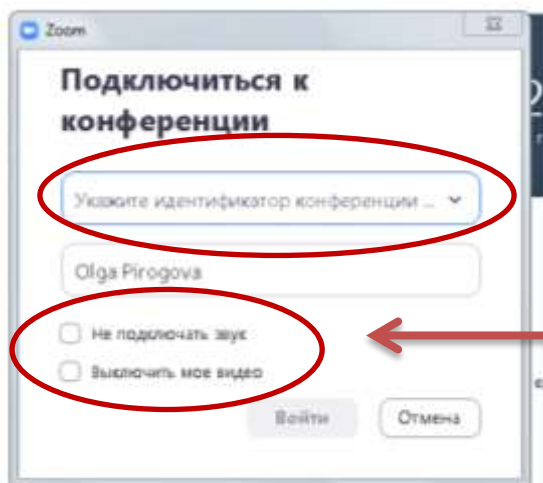 Zoom
Подключиться к
конференции
Укажите идентификатор конференции ...
Olga Pirogova
Не подключать звук
Выключить мое видео
Войти
Отмена